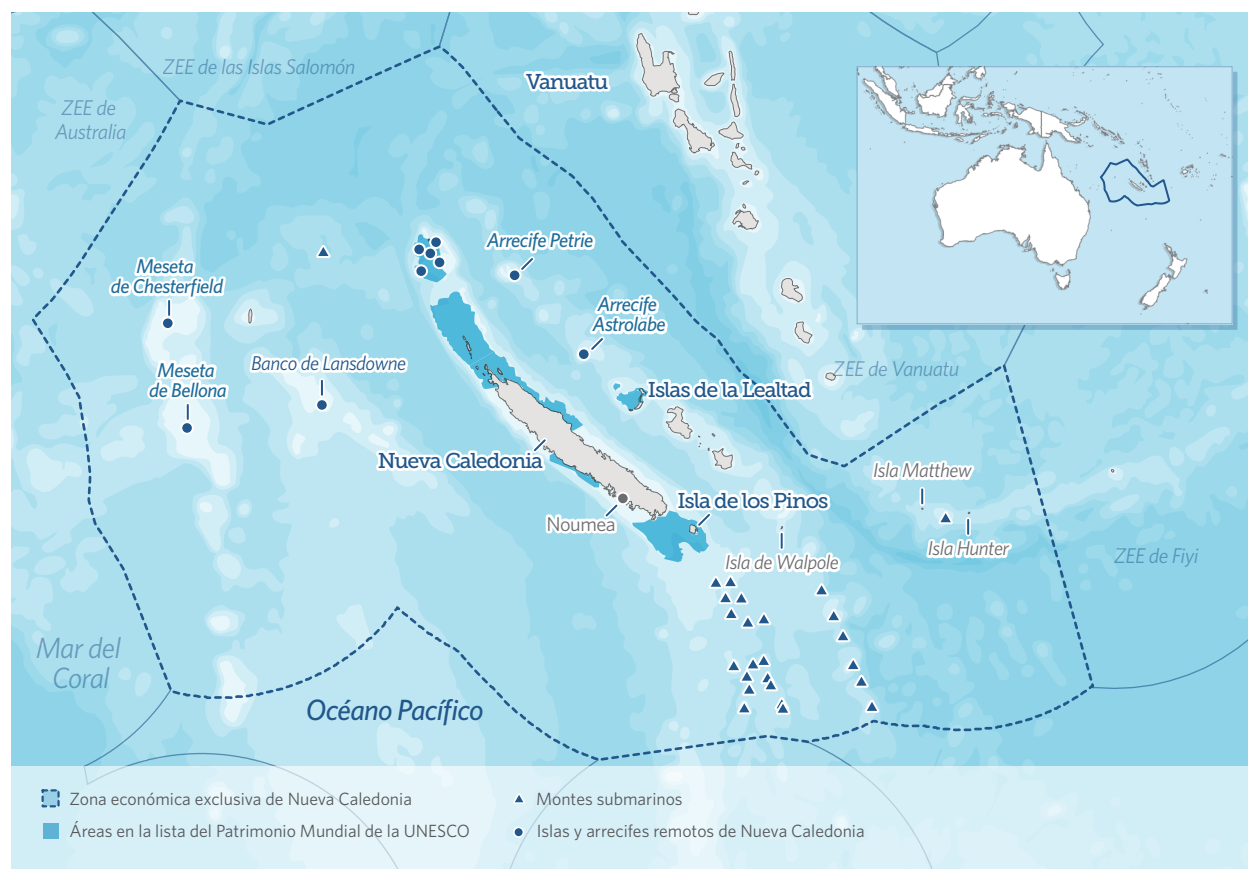 ZEE de las Islas Salomón
Vanuatu
ZEE de
Australia
Arrecife Petrie
Meseta
de Chesterfield
Arrecife
Astrolabe
Banco de Lansdowne
Meseta
de Bellona
ZEE de Vanuatu
Islas de la Lealtad
Nueva Caledonia
Isla Matthew
Isla de los Pinos
Noumea
Isla Hunter
Isla de Walpole
ZEE de Fiyi
Mar del
Coral
Océano Pacífico
Zona económica exclusiva de Nueva Caledonia
Áreas en la lista del Patrimonio Mundial de la UNESCO
Montes submarinos
Islas y arrecifes remotos de Nueva Caledonia